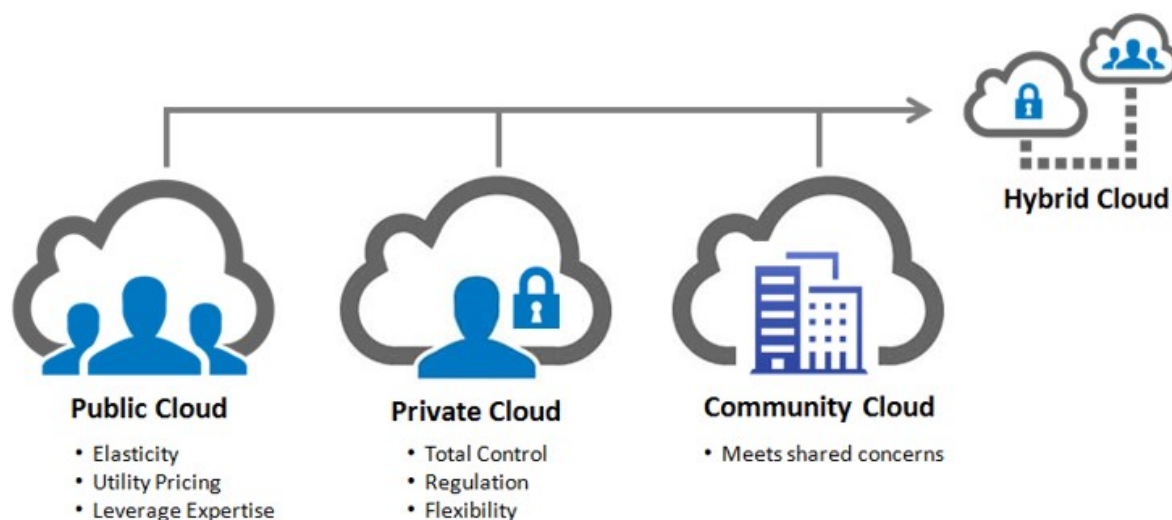 Hybrid Cloud
Public Cloud
• Elasticity
• Utility Pricing
• Leverage Expertise
Private Cloud
• Total Control
• Regulation
• Flexibility
Community Cloud
• Meets shared concerns